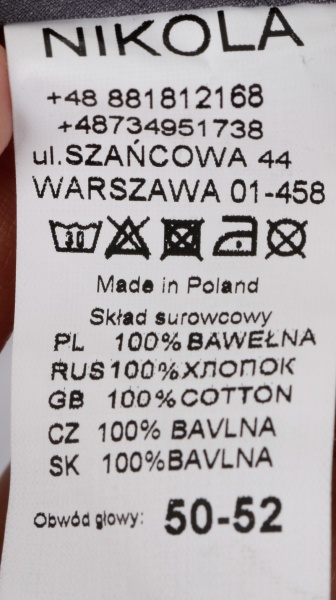 NIKOLA
+48 881812168
+48734951738
ul.SZAŃCOWA 44
WARSZAWA 01-458
30
Made in Poland
Skład surowcowy
PL 100% BAWEŁNA
RUS 100% ХЛОПОК
GB 100% COTTON
CZ 100% BAVLNA
SK 100%BAVLNA
Obwód głowy: 50-52